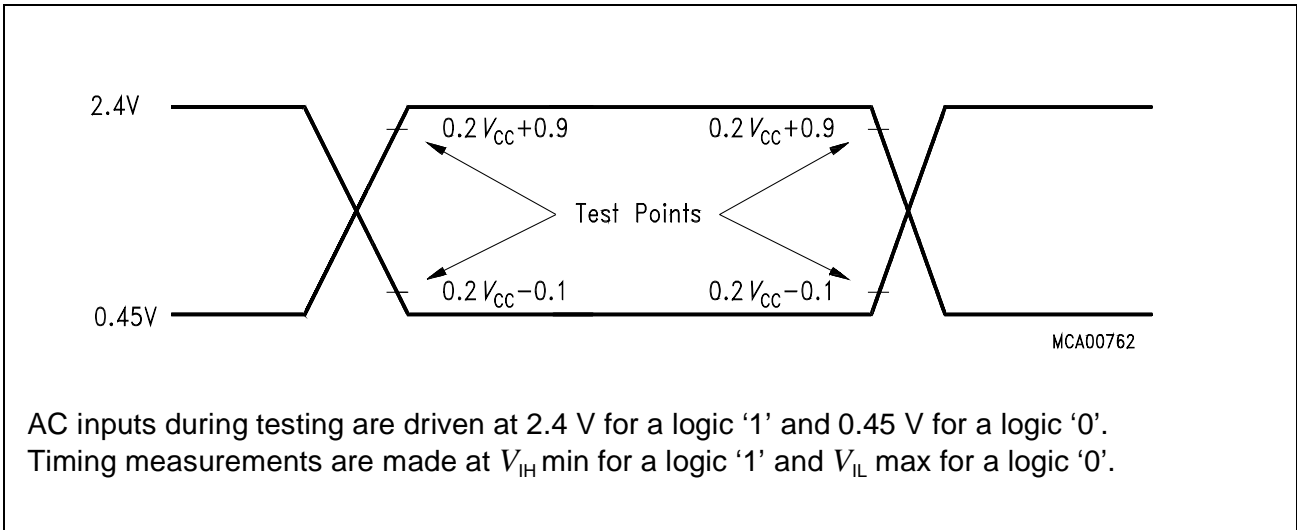 2.4V
0.2 VCC+0.9 0.2 VCC+0.9
Test Points
0.2 VCC−0.1 0.2 VCC−0.1
0.45V
MCA00762
AC inputs during testing are driven at 2.4 V for a logic ‘1’ and 0.45 V for a logic ‘0’.
Timing measurements are made at VIH min for a logic ‘1’ and VIL max for a logic ‘0’.